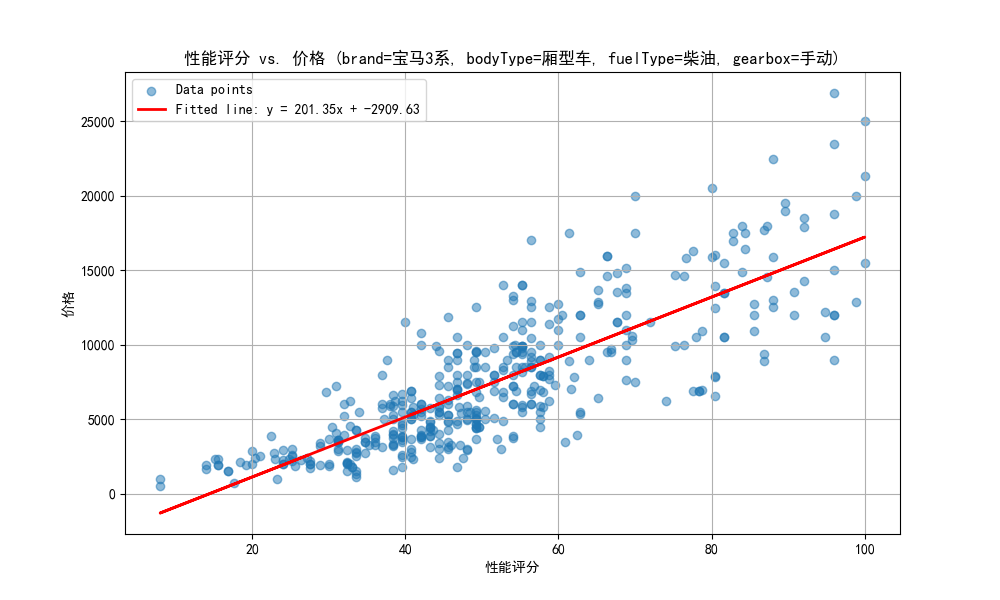 性能评分 vs. 价格 (brand=宝马3系, bodyType=厢型车, fuelType=柴油, gearbox=手动)
Data points
Fitted line: y = 201.35x + -2909.63
25000
20000
15000
10000
5000
0
价格
20 40 60 80 100
性能评分